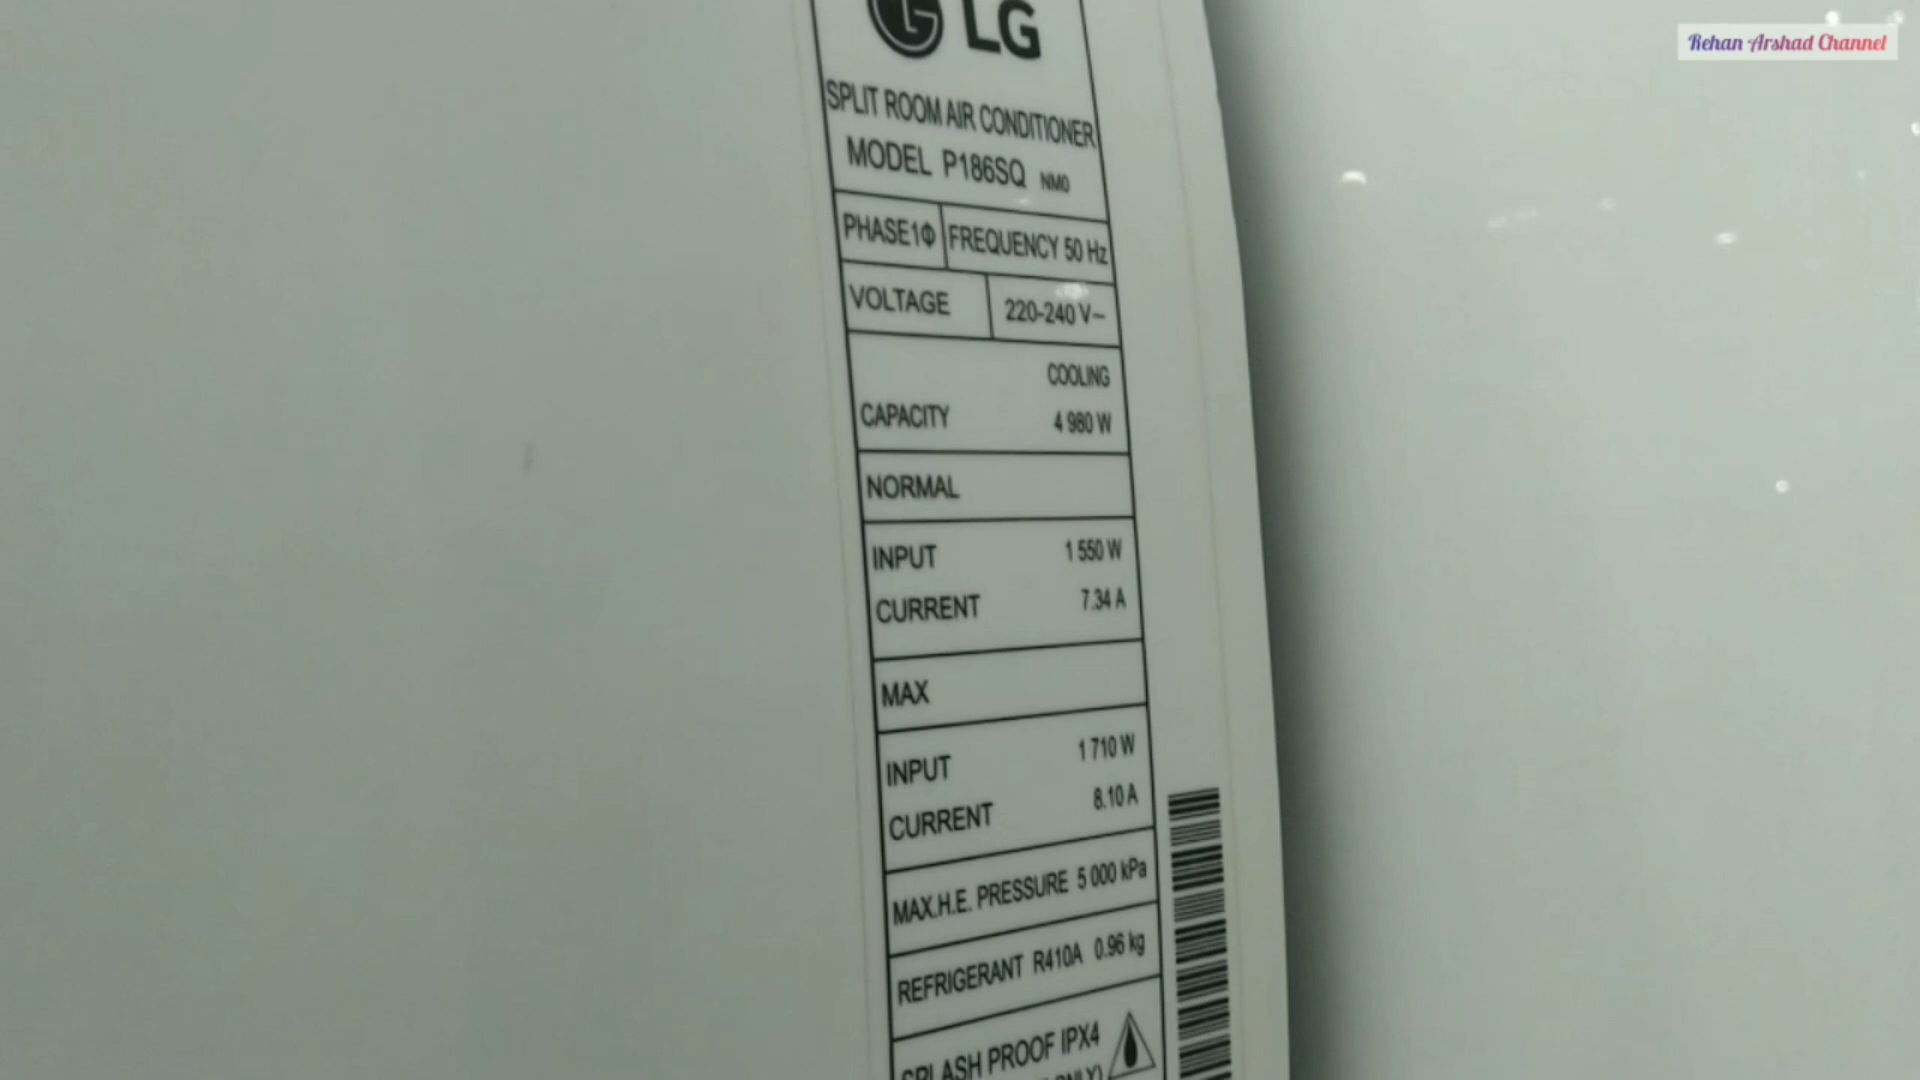 LG
Rehan Arshad Channel
SPLIT ROOM AIR CONDITIONER
MODEL P186SQ NM0
PHASE1Φ FREQUENCY 50 Hz
VOLTAGE 220-240 V~
COOLING
CAPACITY 4 980 W
NORMAL
INPUT 1 550 W
CURRENT 7.34 A
MAX
INPUT 1 710 W
CURRENT 8.10 A
MAX.H.E. PRESSURE 5 000 kPa
REFRIGERANT R410A 0.96 kg
SPLASH PROOF IPX4
ONLY)